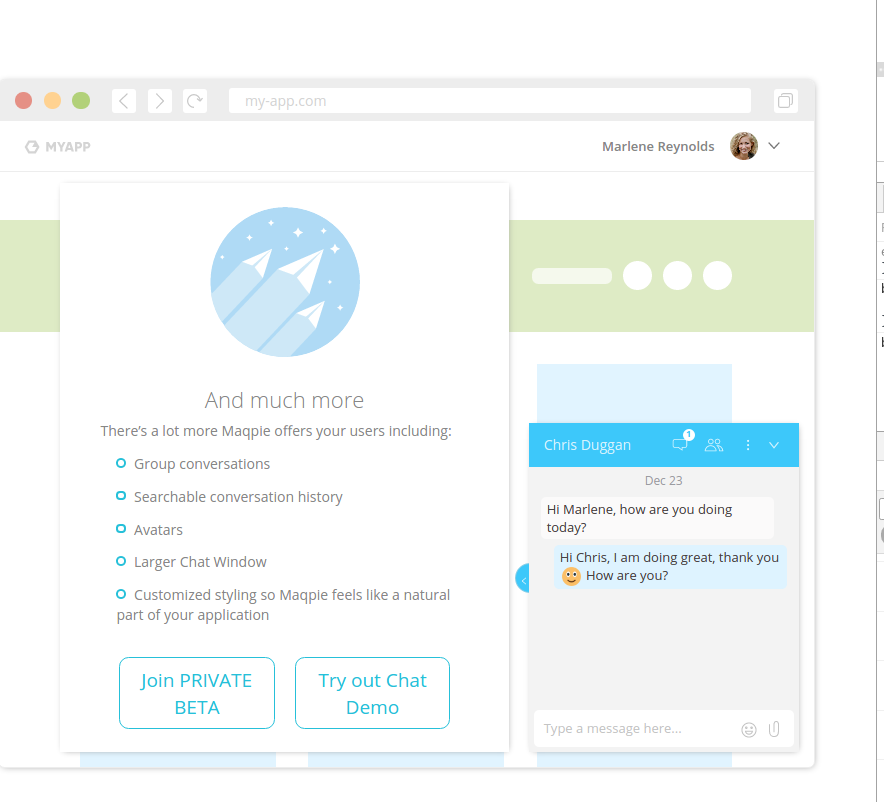 my-app.com
MYAPP
Marlene Reynolds
And much more
There's a lot more Maqpie offers your users including:
Group conversations
Searchable conversation history
Avatars
Larger Chat Window
Customized styling so Maqpie feels like a natural
part of your application
Join PRIVATE
BETA
Try out Chat
Demo
Chris Duggan
1
Dec 23
Hi Marlene, how are you doing
today?
Hi Chris, I am doing great, thank you
How are you?
Type a message here...